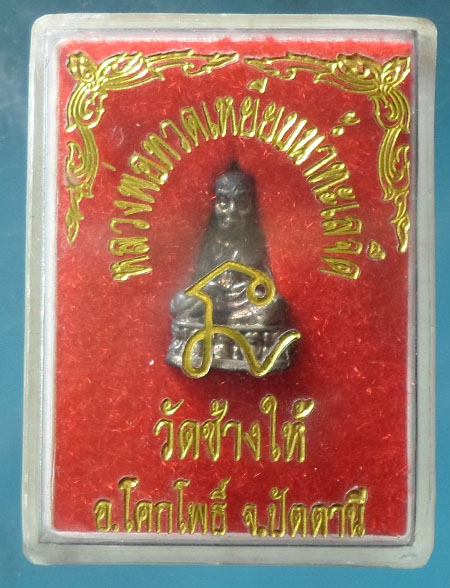 หลวงพ่อทวดเหยียบน้ำทะเลจืด
วัดช้างให้
อ.โคกโพธิ์ จ.ปัตตานี